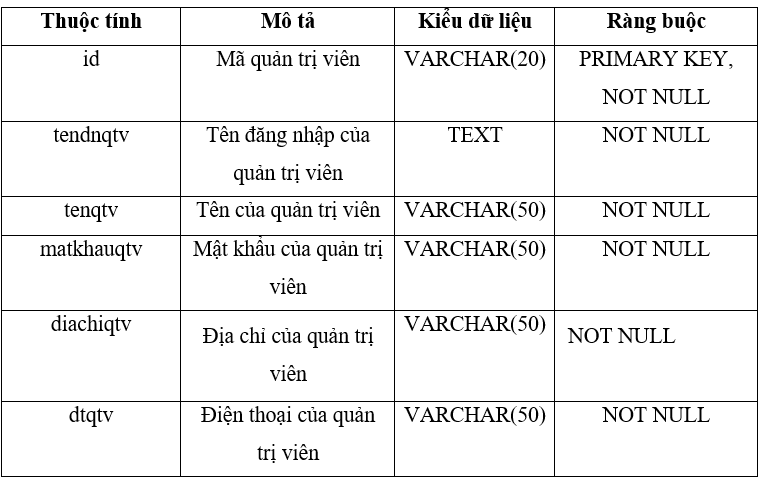 Thuộc tính Mô tả Kiểu dữ liệu Ràng buộc
id Mã quản trị viên VARCHAR(20) PRIMARY KEY,
NOT NULL
tendnqtv Tên đăng nhập của TEXT NOT NULL
quản trị viên
tenqtv Tên của quản trị viên VARCHAR(50) NOT NULL
matkhauqtv Mật khẩu của quản trị VARCHAR(50) NOT NULL
viên
diachiqtv Địa chỉ của quản trị VARCHAR(50) NOT NULL
viên
dtqtv Điện thoại của quản VARCHAR(50) NOT NULL
trị viên